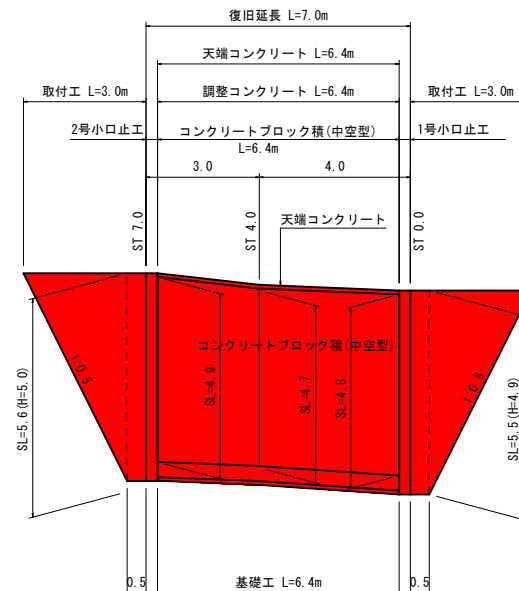 復旧延長 L=7.0m
天端コンクリート L=6.4m
取付工 L=3.0m
調整コンクリート L=6.4m
取付工 L=3.0m
2号小口止工
コンクリートブロック積(中空型)
L=6.4m
1号小口止工
3.0
4.0
ST 7.0
ST 4.0
天端コンクリート
ST 0.0
コンクリートブロック積(中空型)
1:0.5
SL=4.9
SL=4.7
SL=4.8
1:0.5
SL=5.6(H=5.0)
SL=5.5(H=4.9)
0.5
基礎工 L=6.4m
0.5